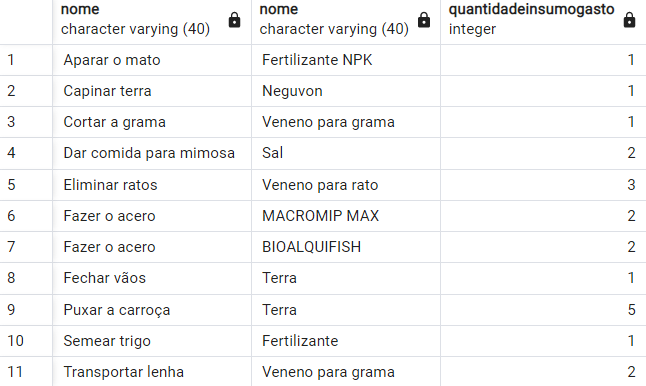 nome nome quantidadeinsumogasto
character varying (40) character varying (40) integer
1 Aparar o mato Fertilizante NPK 1
2 Capinar terra Neguvon 1
3 Cortar a grama Veneno para grama 1
4 Dar comida para mimosa Sal 2
5 Eliminar ratos Veneno para rato 3
6 Fazer o acero MACROMIP MAX 2
7 Fazer o acero BIOALQUIFISH 2
8 Fechar vãos Terra 1
9 Puxar a carroça Terra 5
10 Semear trigo Fertilizante 1
11 Transportar lenha Veneno para grama 2